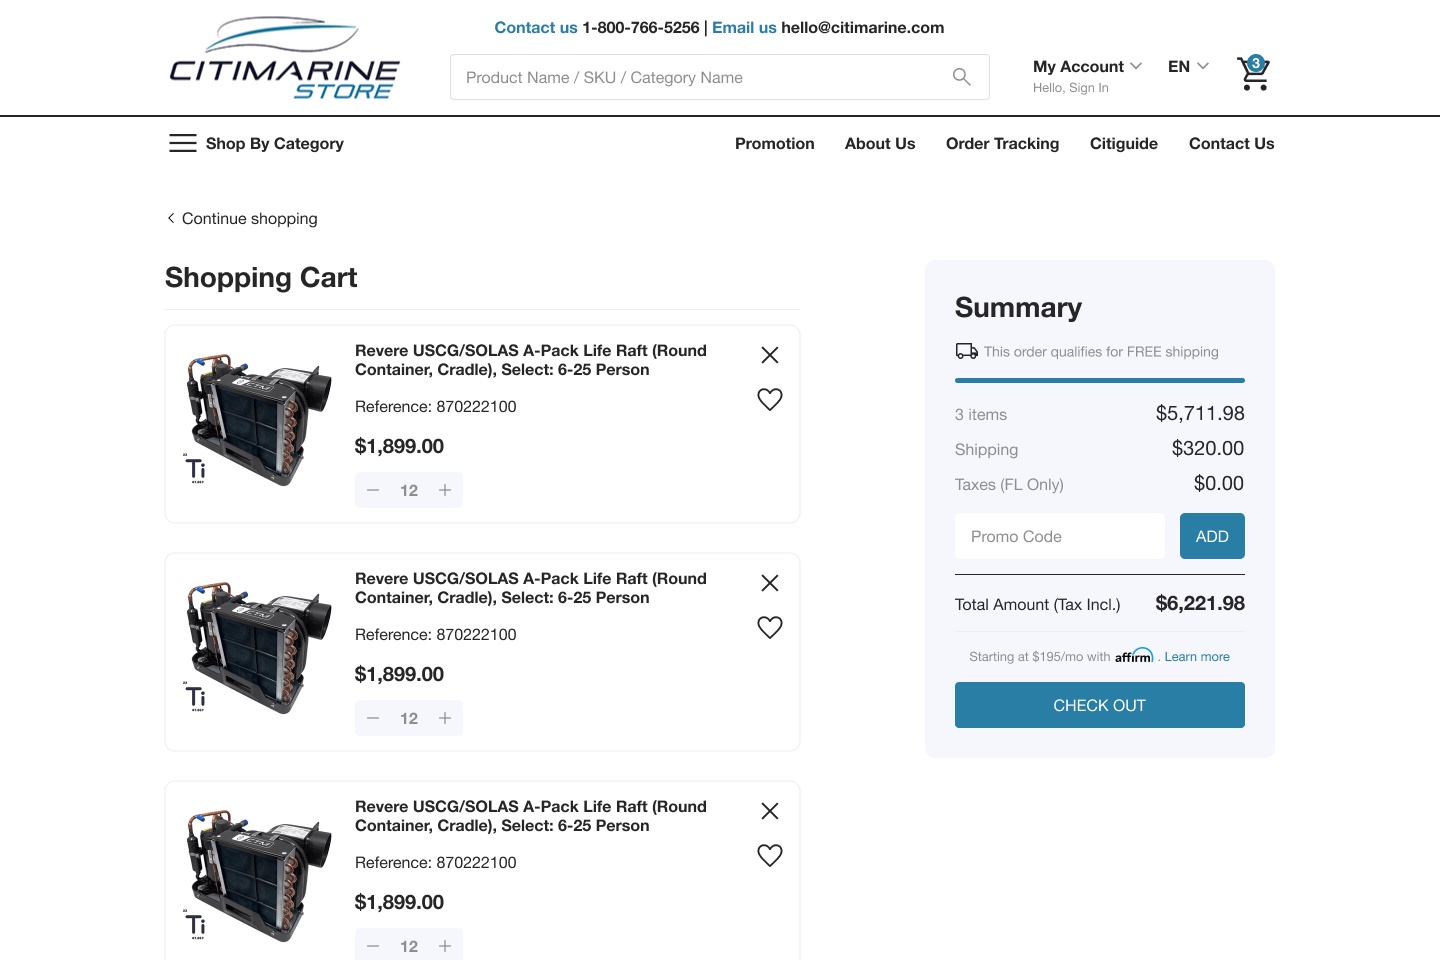 CITIMARINE
STORE
Contact us 1-800-766-5256 | Email us hello@citimarine.com
Product Name / SKU / Category Name
My Account
Hello, Sign In
EN
3
Shop By Category
Promotion
About Us
Order Tracking
Citiguide
Contact Us
Continue shopping
Shopping Cart
Revere USCG/SOLAS A-Pack Life Raft (Round
Container, Cradle), Select: 6-25 Person
Reference: 870222100
$1,899.00
12
CTM
Ti
Revere USCG/SOLAS A-Pack Life Raft (Round
Container, Cradle), Select: 6-25 Person
Reference: 870222100
$1,899.00
12
CTM
Ti
Revere USCG/SOLAS A-Pack Life Raft (Round
Container, Cradle), Select: 6-25 Person
Reference: 870222100
$1,899.00
12
CTM
Ti
Summary
This order qualifies for FREE shipping
3 items $5,711.98
Shipping $320.00
Taxes (FL Only) $0.00
Promo Code
ADD
Total Amount (Tax Incl.) $6,221.98
Starting at $195/mo with affirm . Learn more
CHECK OUT